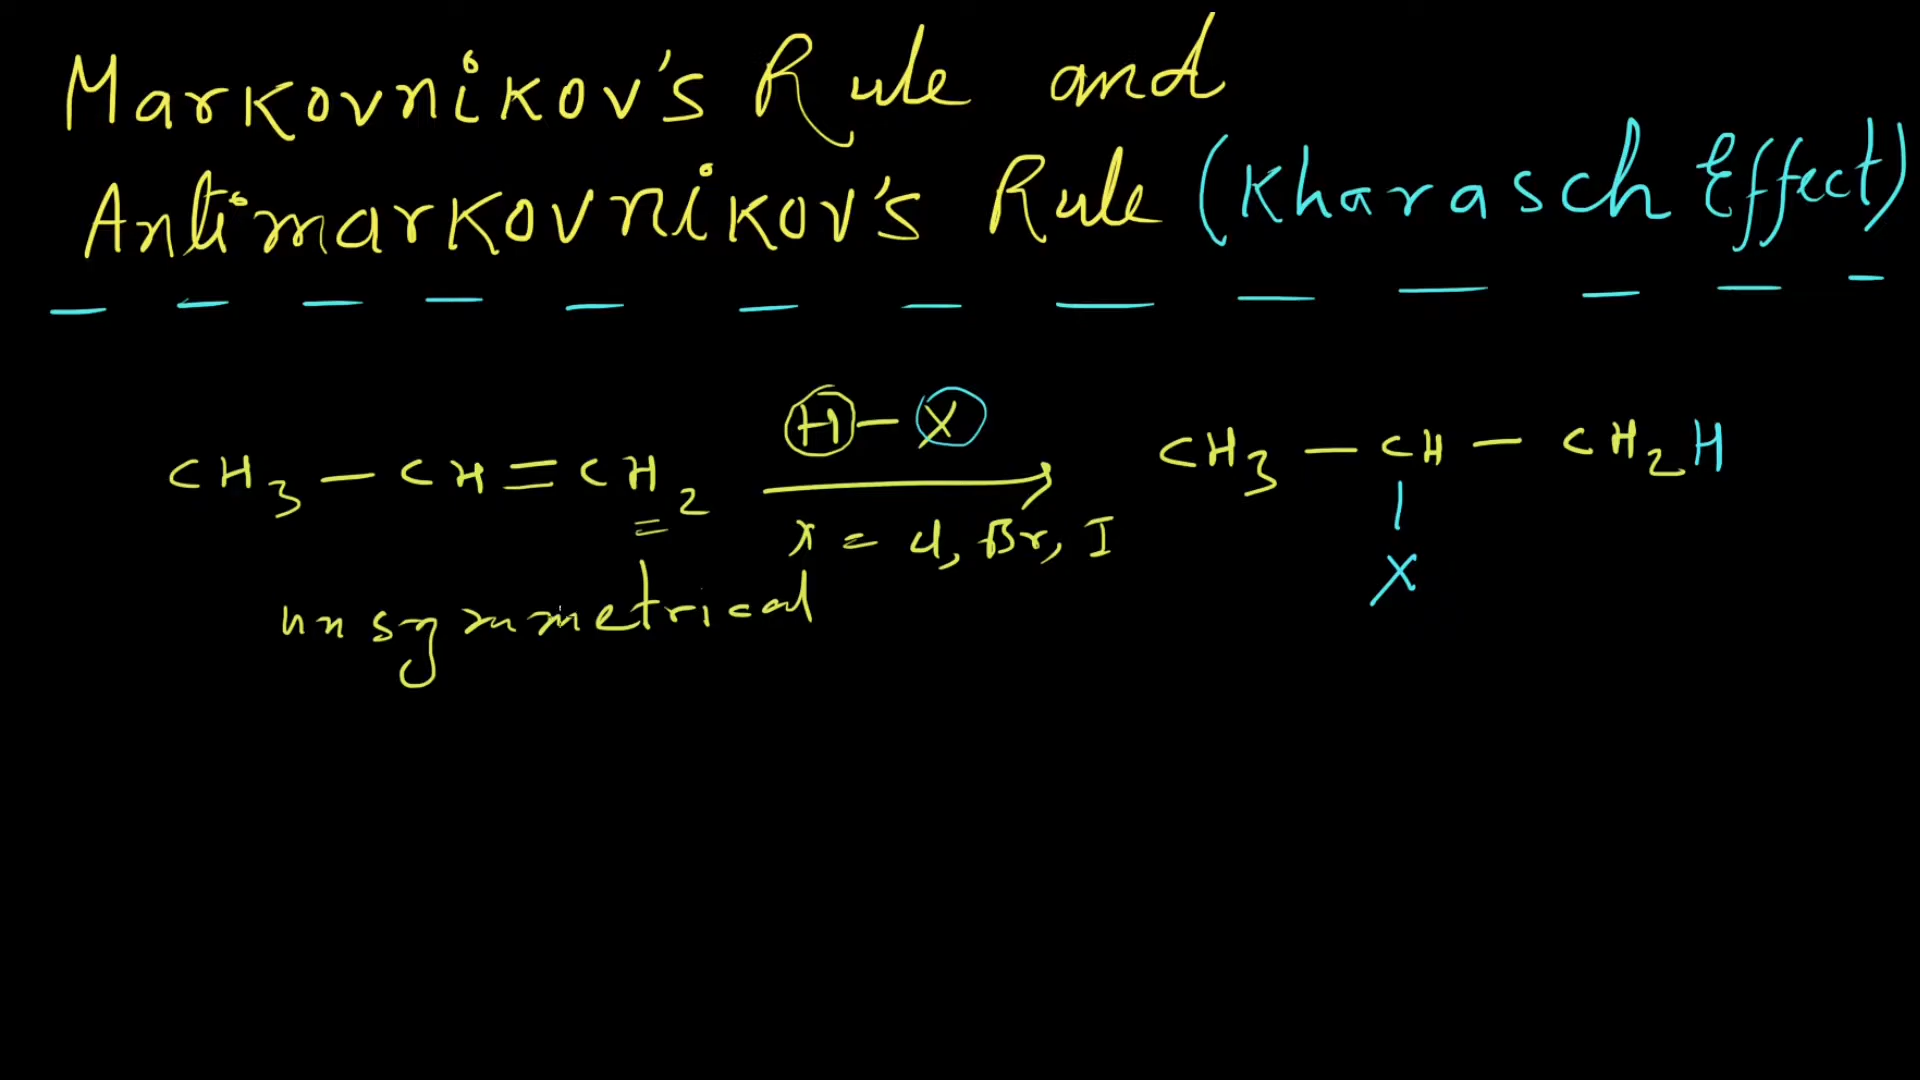 Markovnikov's Rule and
Antimarkovnikov's Rule (Kharasch Effect)
H-X
CH3-CH=CH2 CH3-CH-CH2H
X = Cl, Br, I
X
unsymmetrical